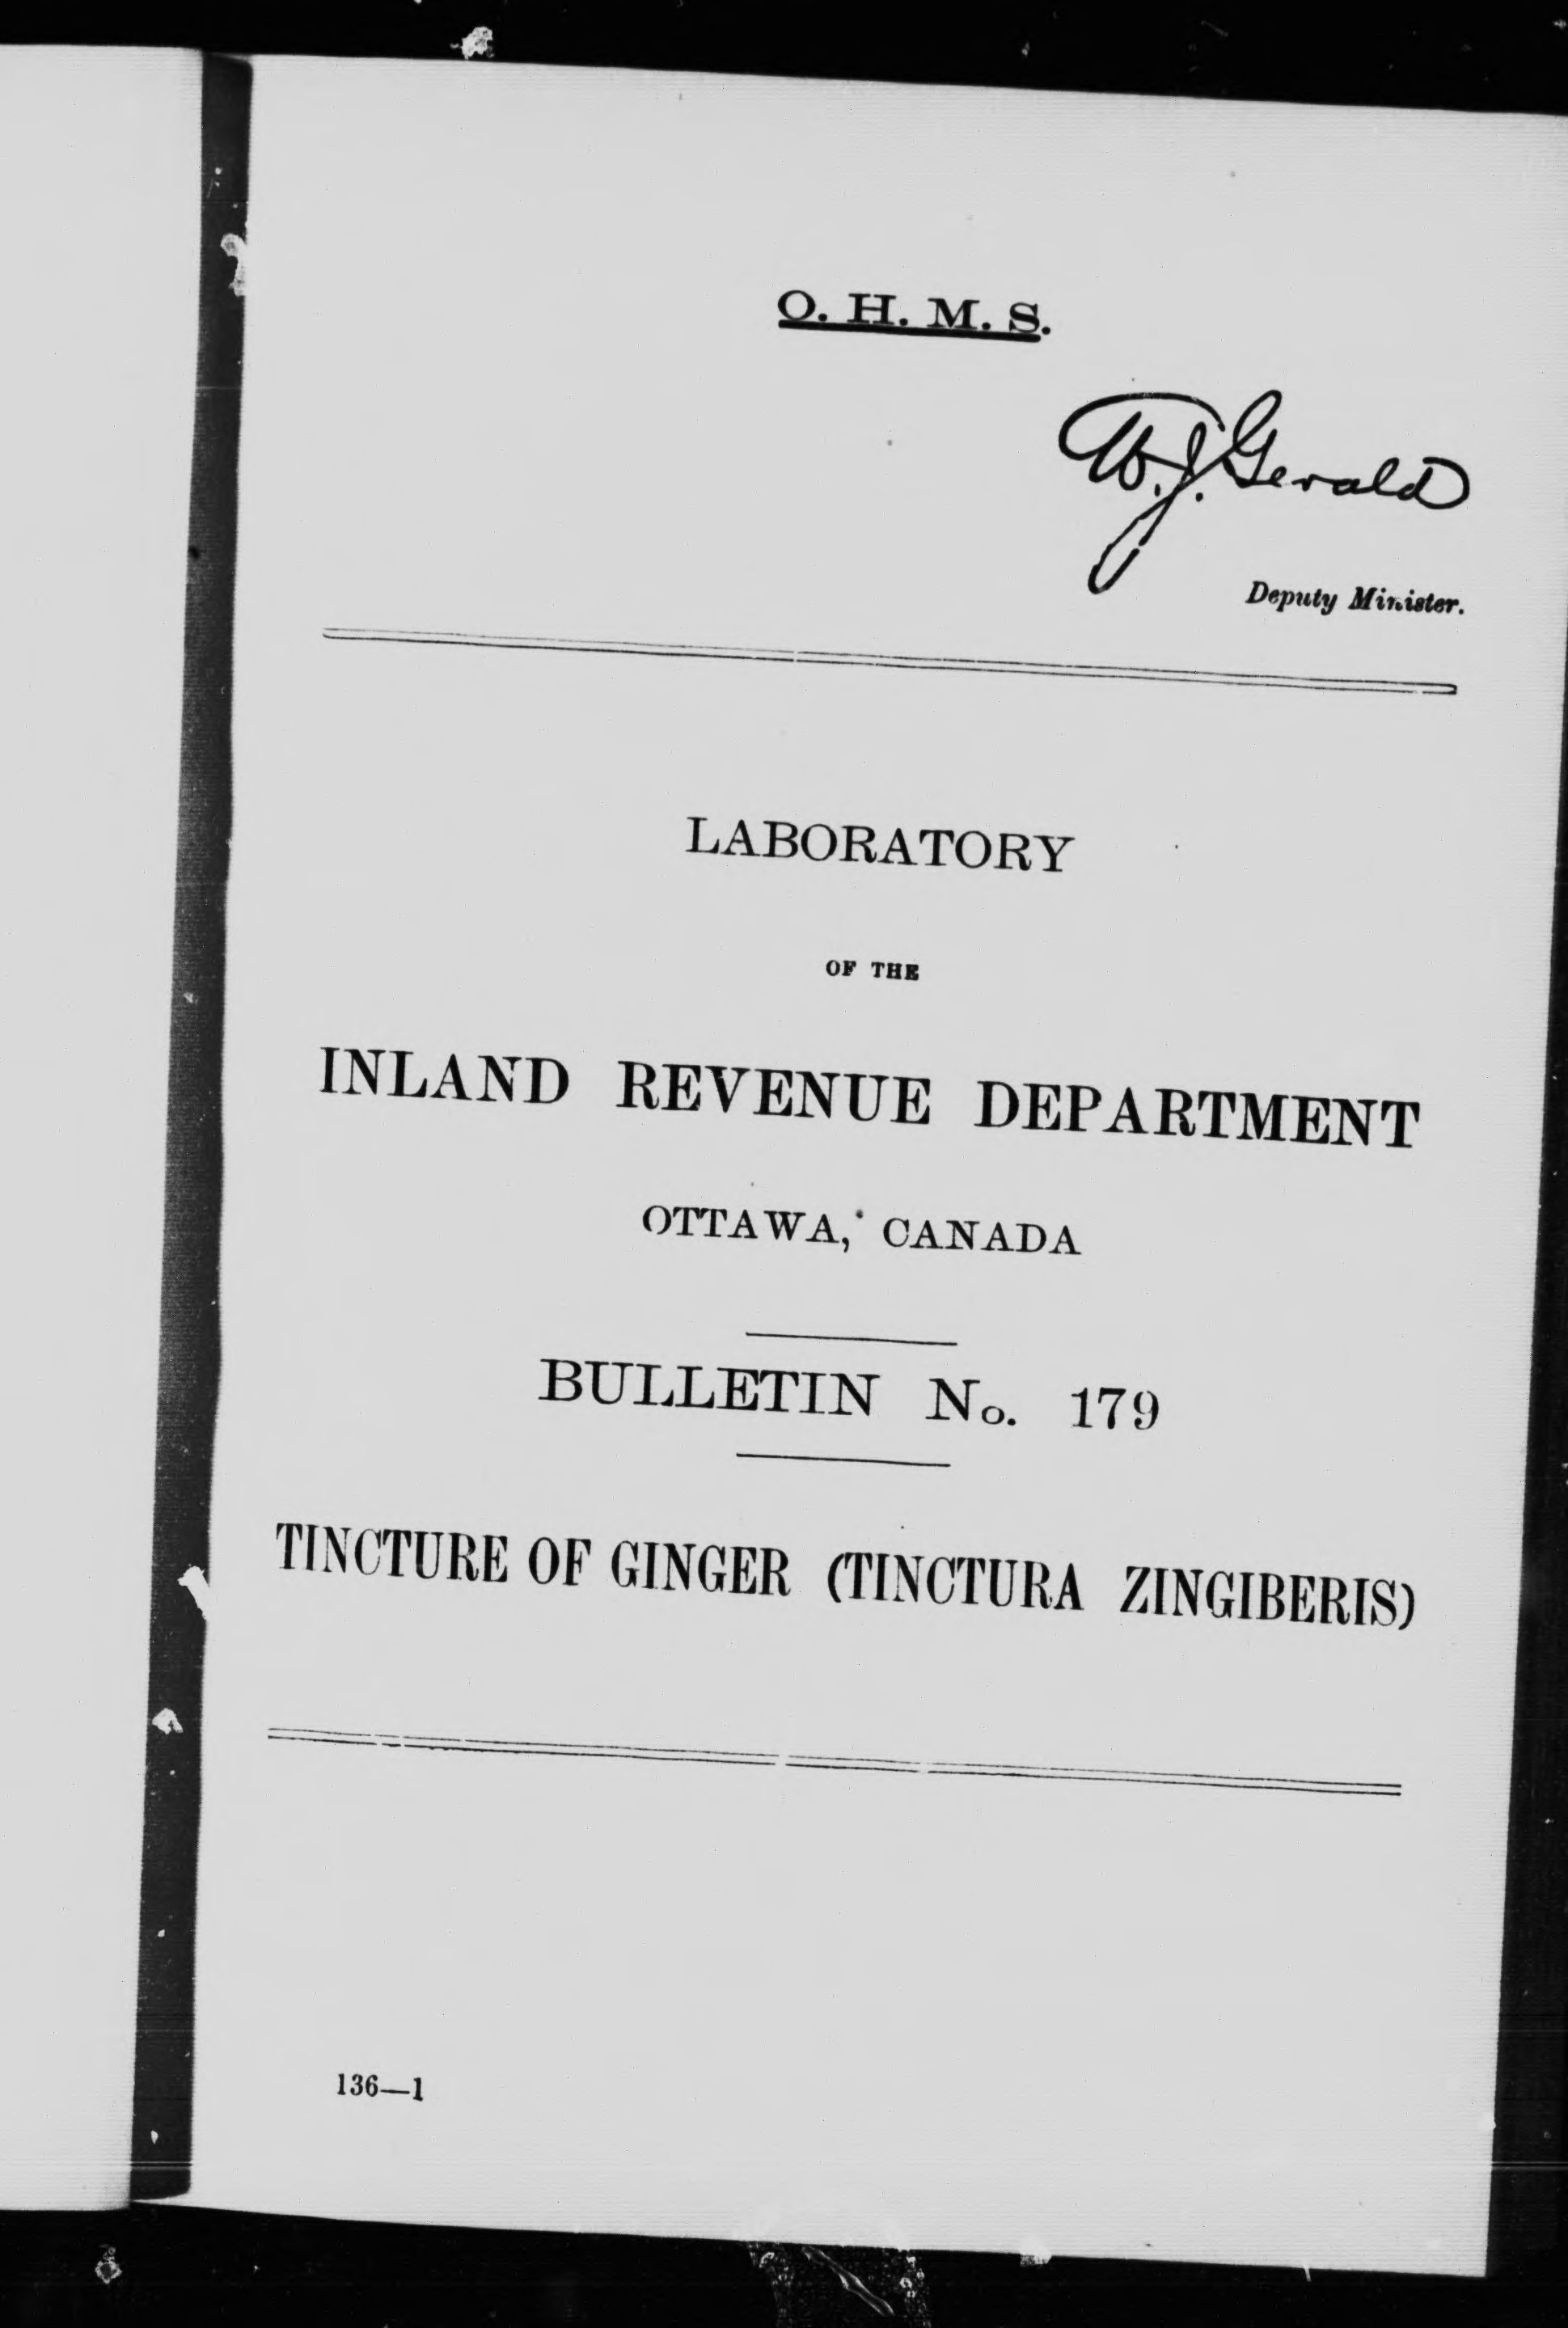 O. H. M. S.
W. J. Gerald
Deputy Minister.
LABORATORY
OF THE
INLAND REVENUE DEPARTMENT
OTTAWA, CANADA
BULLETIN No. 179
TINCTURE OF GINGER (TINCTURA ZINGIBERIS)
136—1